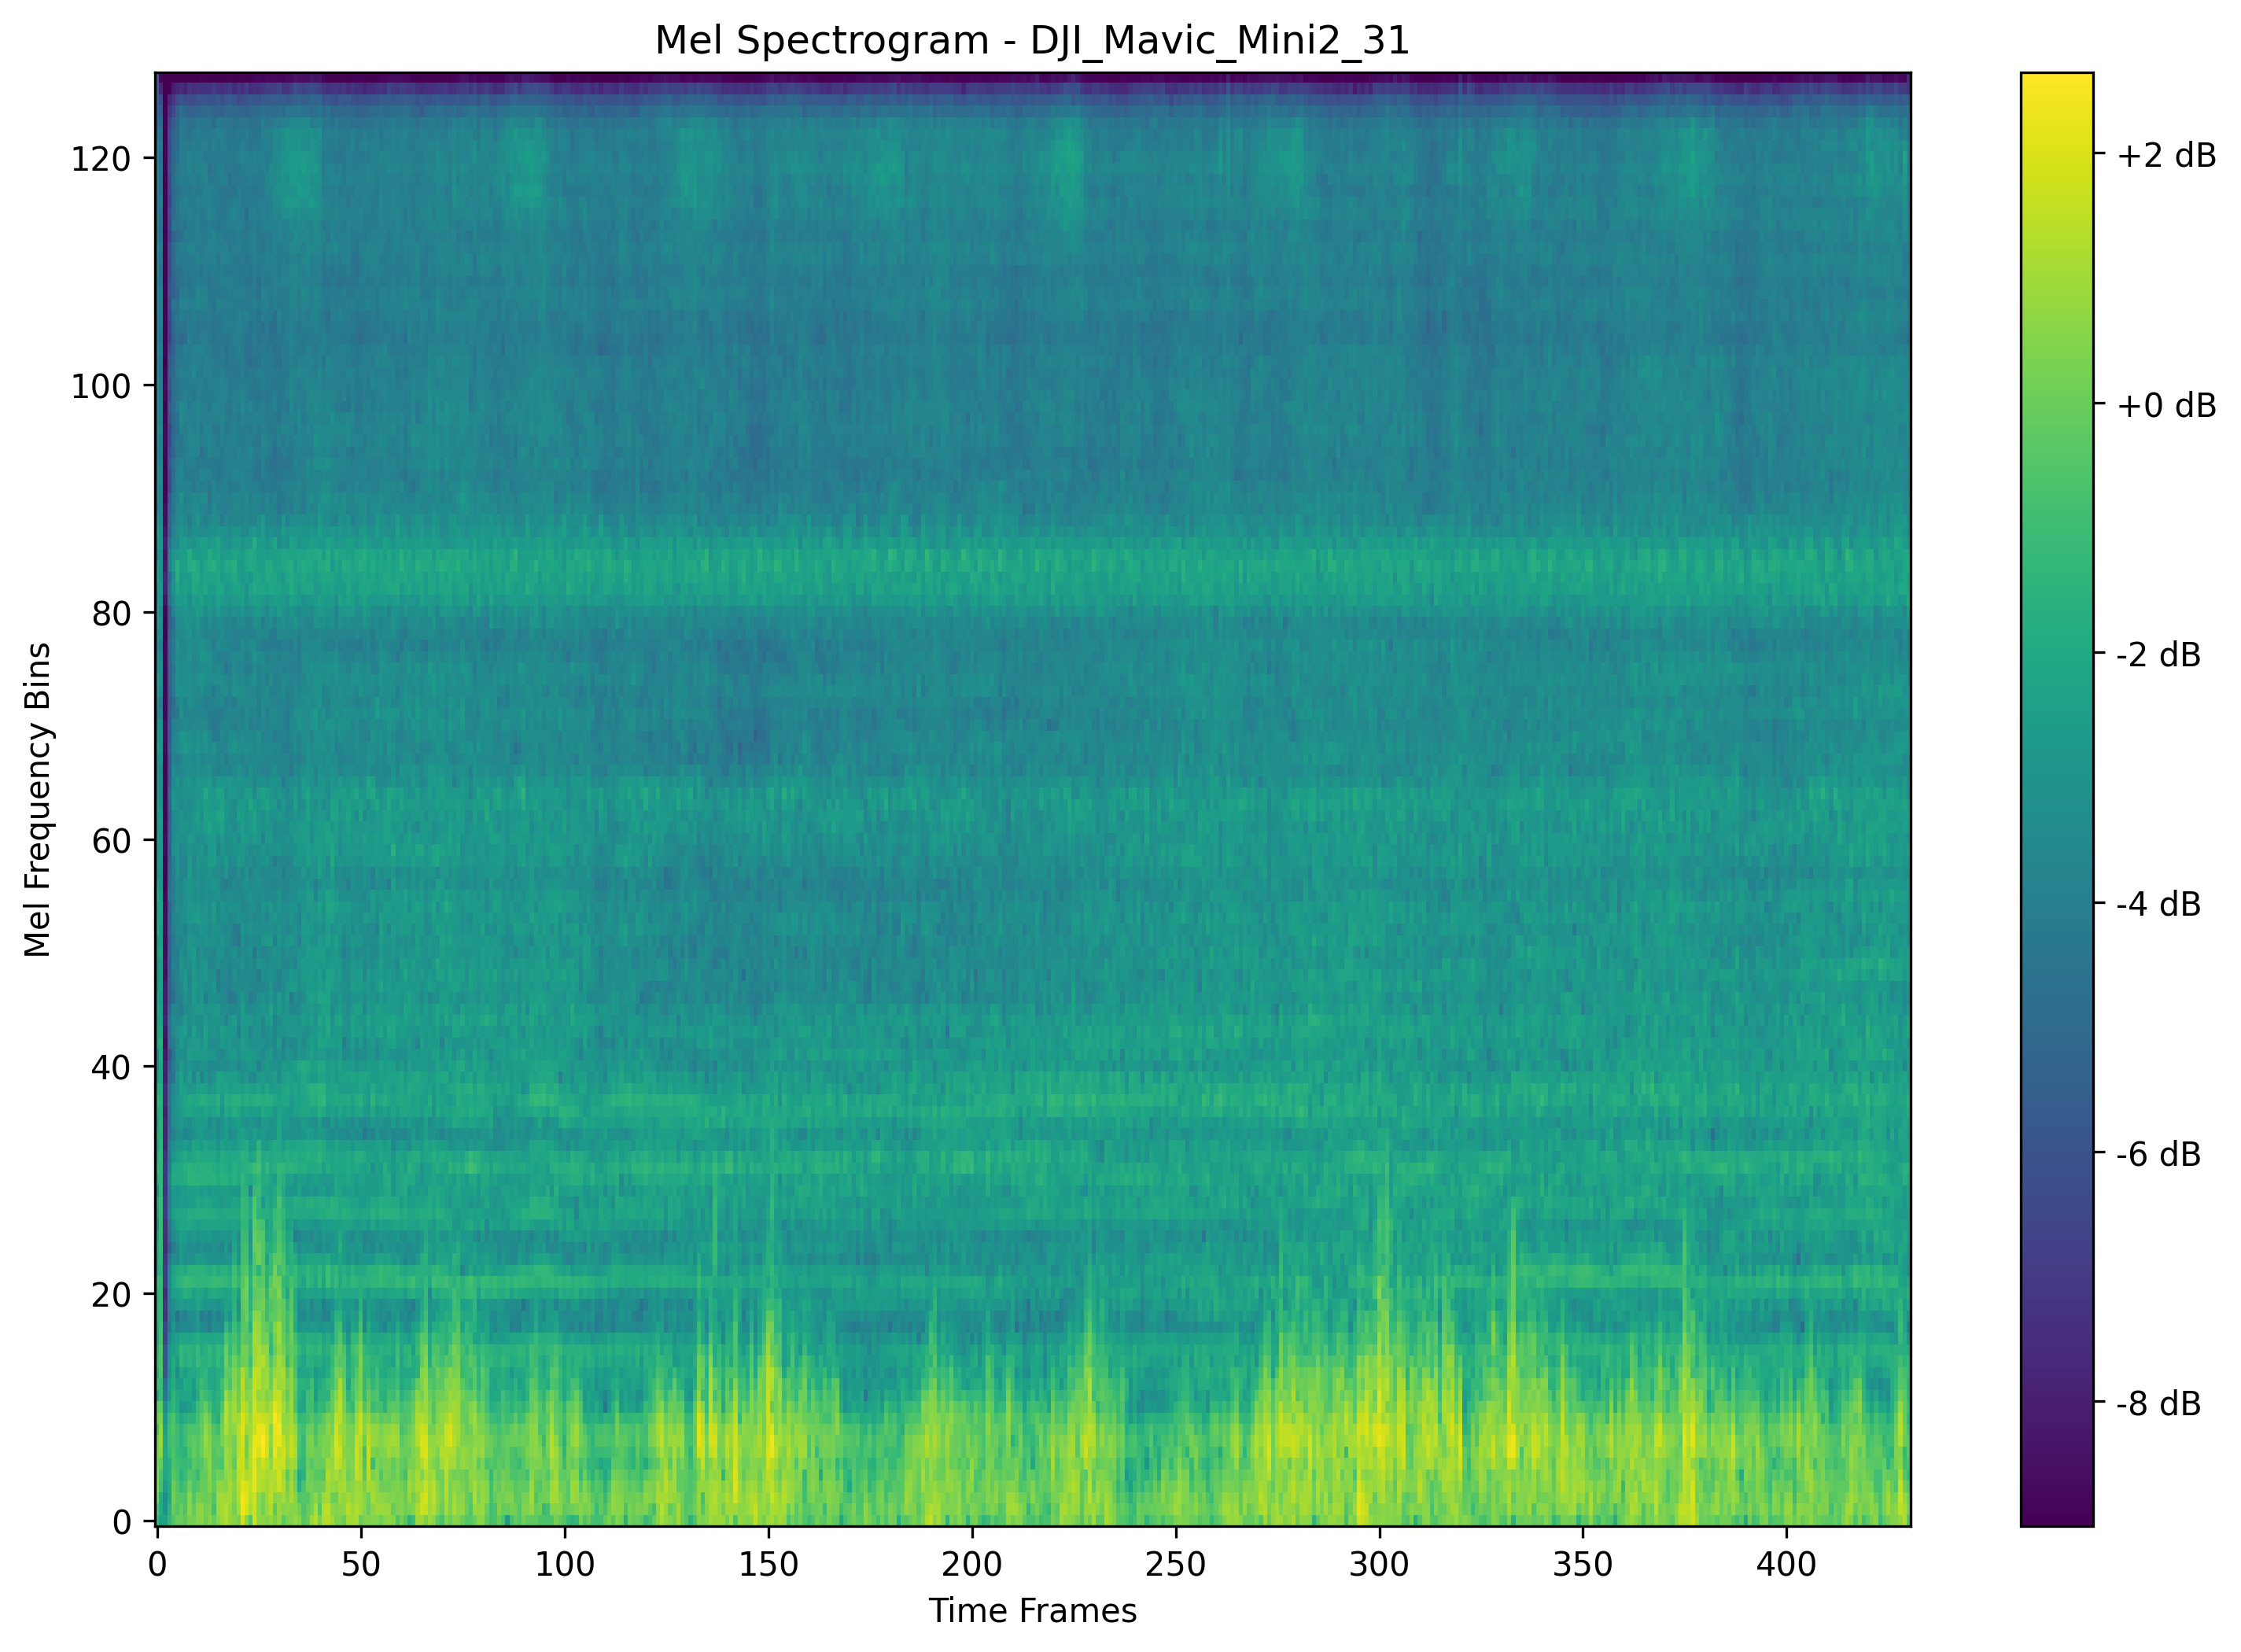 Mel Spectrogram - DJI_Mavic_Mini2_31
Mel Frequency Bins
120
100
80
60
40
20
0
0 50 100 150 200 250 300 350 400
Time Frames
+2 dB
+0 dB
-2 dB
-4 dB
-6 dB
-8 dB